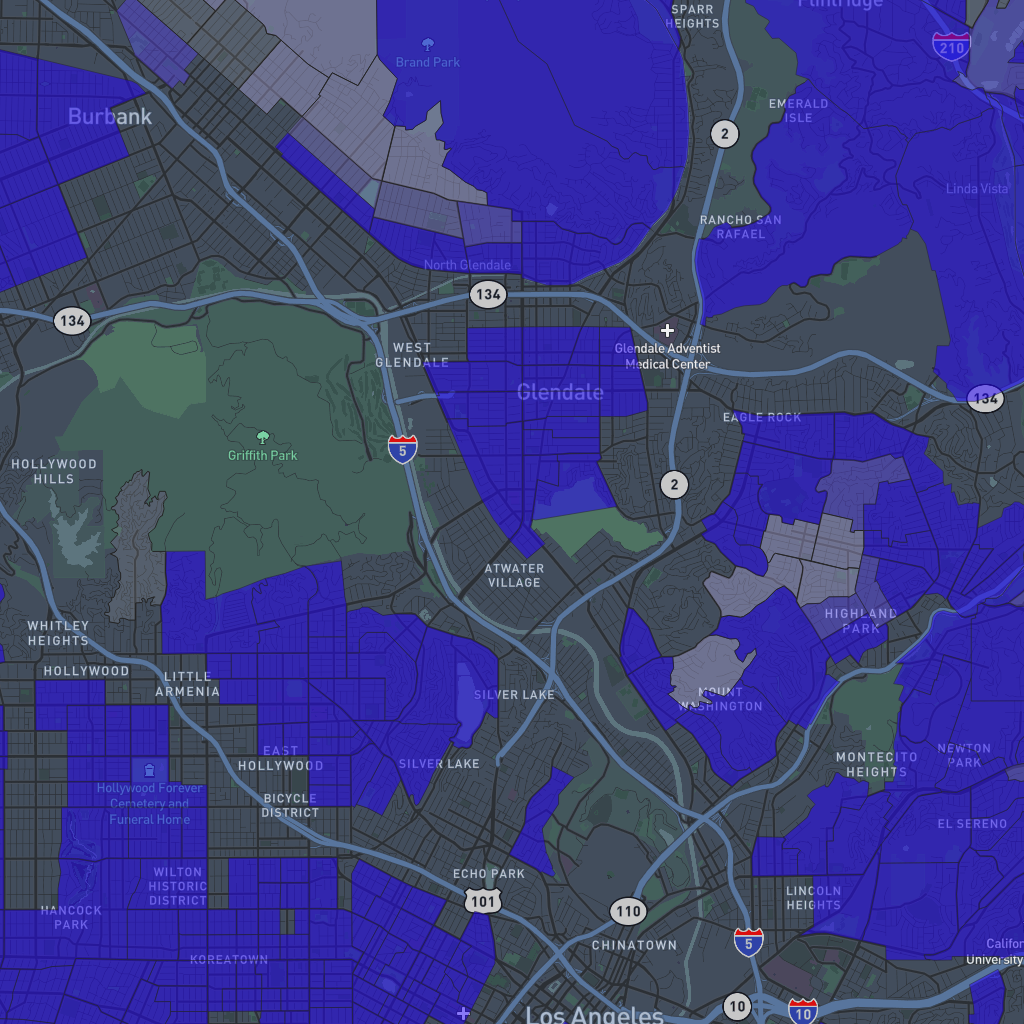 SPARR
HEIGHTS
Flintridge
210
Brand Park
Burbank
EMERALD
ISLE
2
Linda Vista
RANCHO SAN
RAFAEL
North Glendale
134
134
WEST
GLENDALE
Glendale Adventist
Medical Center
Glendale
134
EAGLE ROCK
Griffith Park
5
HOLLYWOOD
HILLS
2
ATWATER
VILLAGE
HIGHLAND
PARK
WHITLEY
HEIGHTS
HOLLYWOOD
LITTLE
ARMENIA
SILVER LAKE
MOUNT
WASHINGTON
EAST
HOLLYWOOD
SILVER LAKE
MONTECITO
HEIGHTS
NEWTON
PARK
Hollywood Forever
Cemetery and
Funeral Home
BICYCLE
DISTRICT
EL SERENO
WILTON
HISTORIC
DISTRICT
ECHO PARK
101
LINCOLN
HEIGHTS
110
HANCOCK
PARK
CHINATOWN
5
Califor
University
KOREATOWN
Los Angeles
10
10